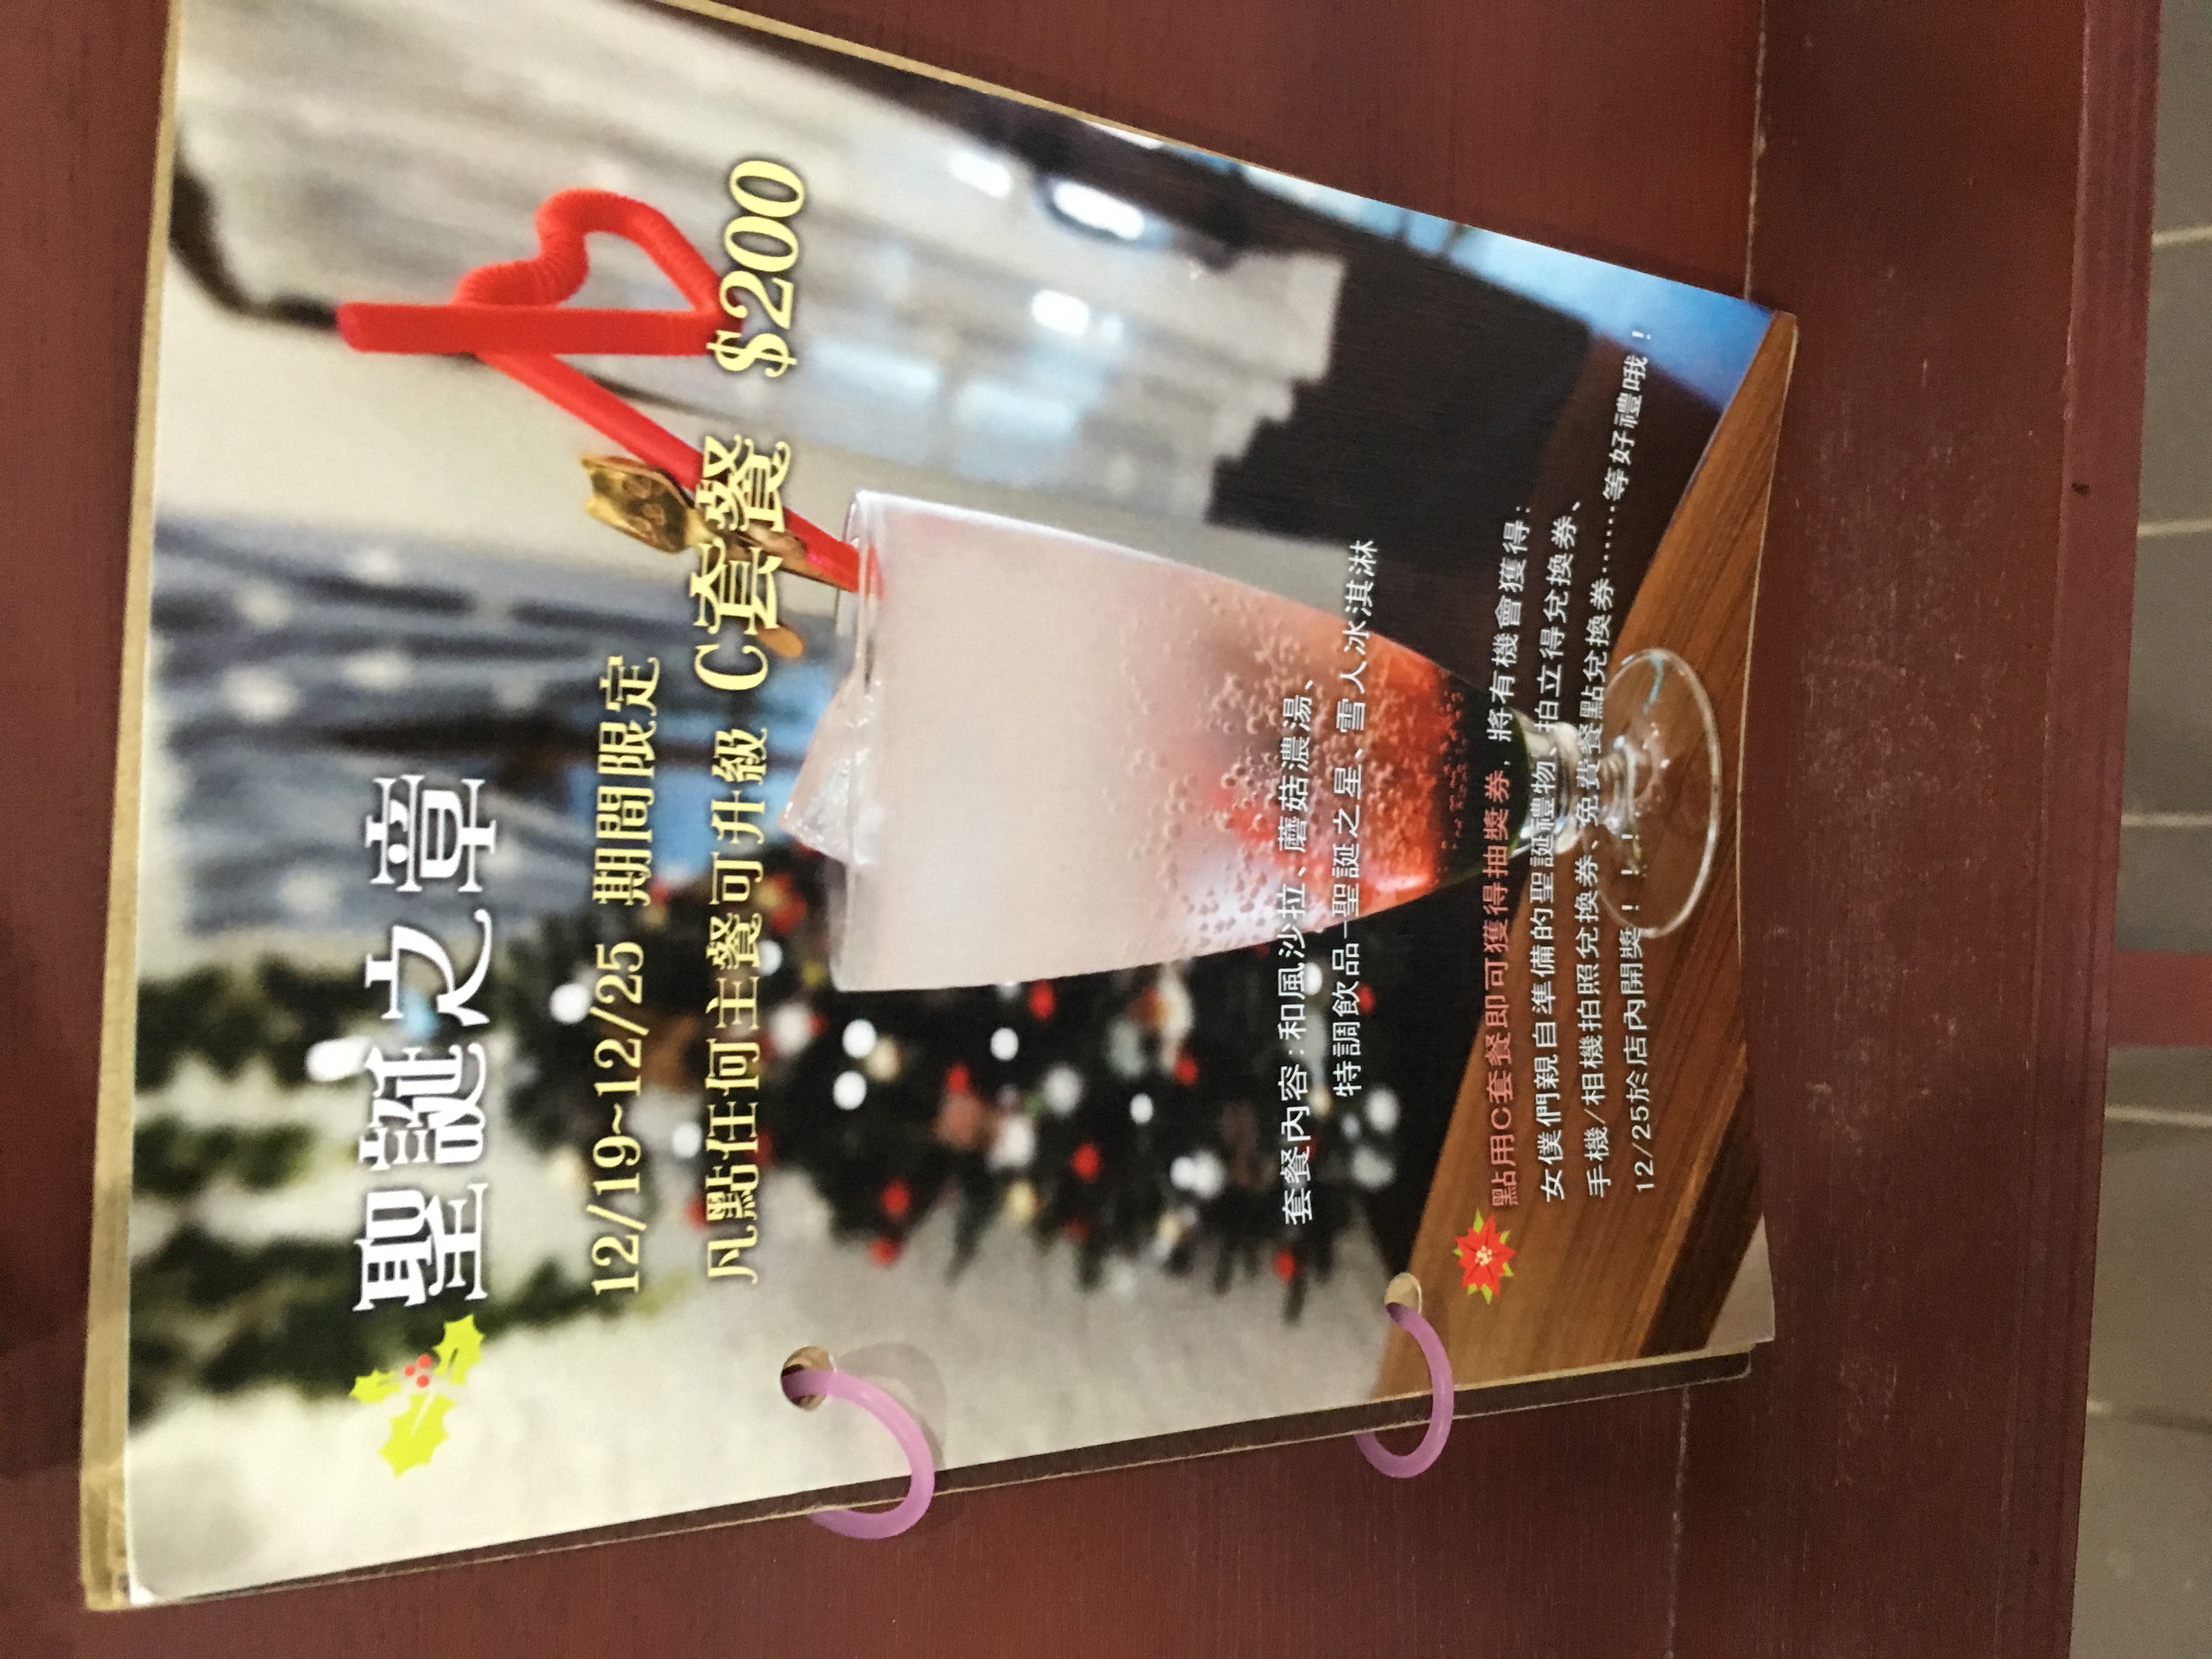 聖誕之章
12/19~12/25 期間限定
凡點任何主餐可升級 C套餐 $200
套餐內容:和風沙拉、蘑菇濃湯、
特調飲品-聖誕之星、雪人冰淇淋
點用C套餐即可獲得抽獎券,將有機會獲得:
女僕們親自準備的聖誕禮物、拍立得兌換券、
手機/相機拍照兌換券、免費餐點兌換券……等好禮哦!
12/25於店內開獎!!!